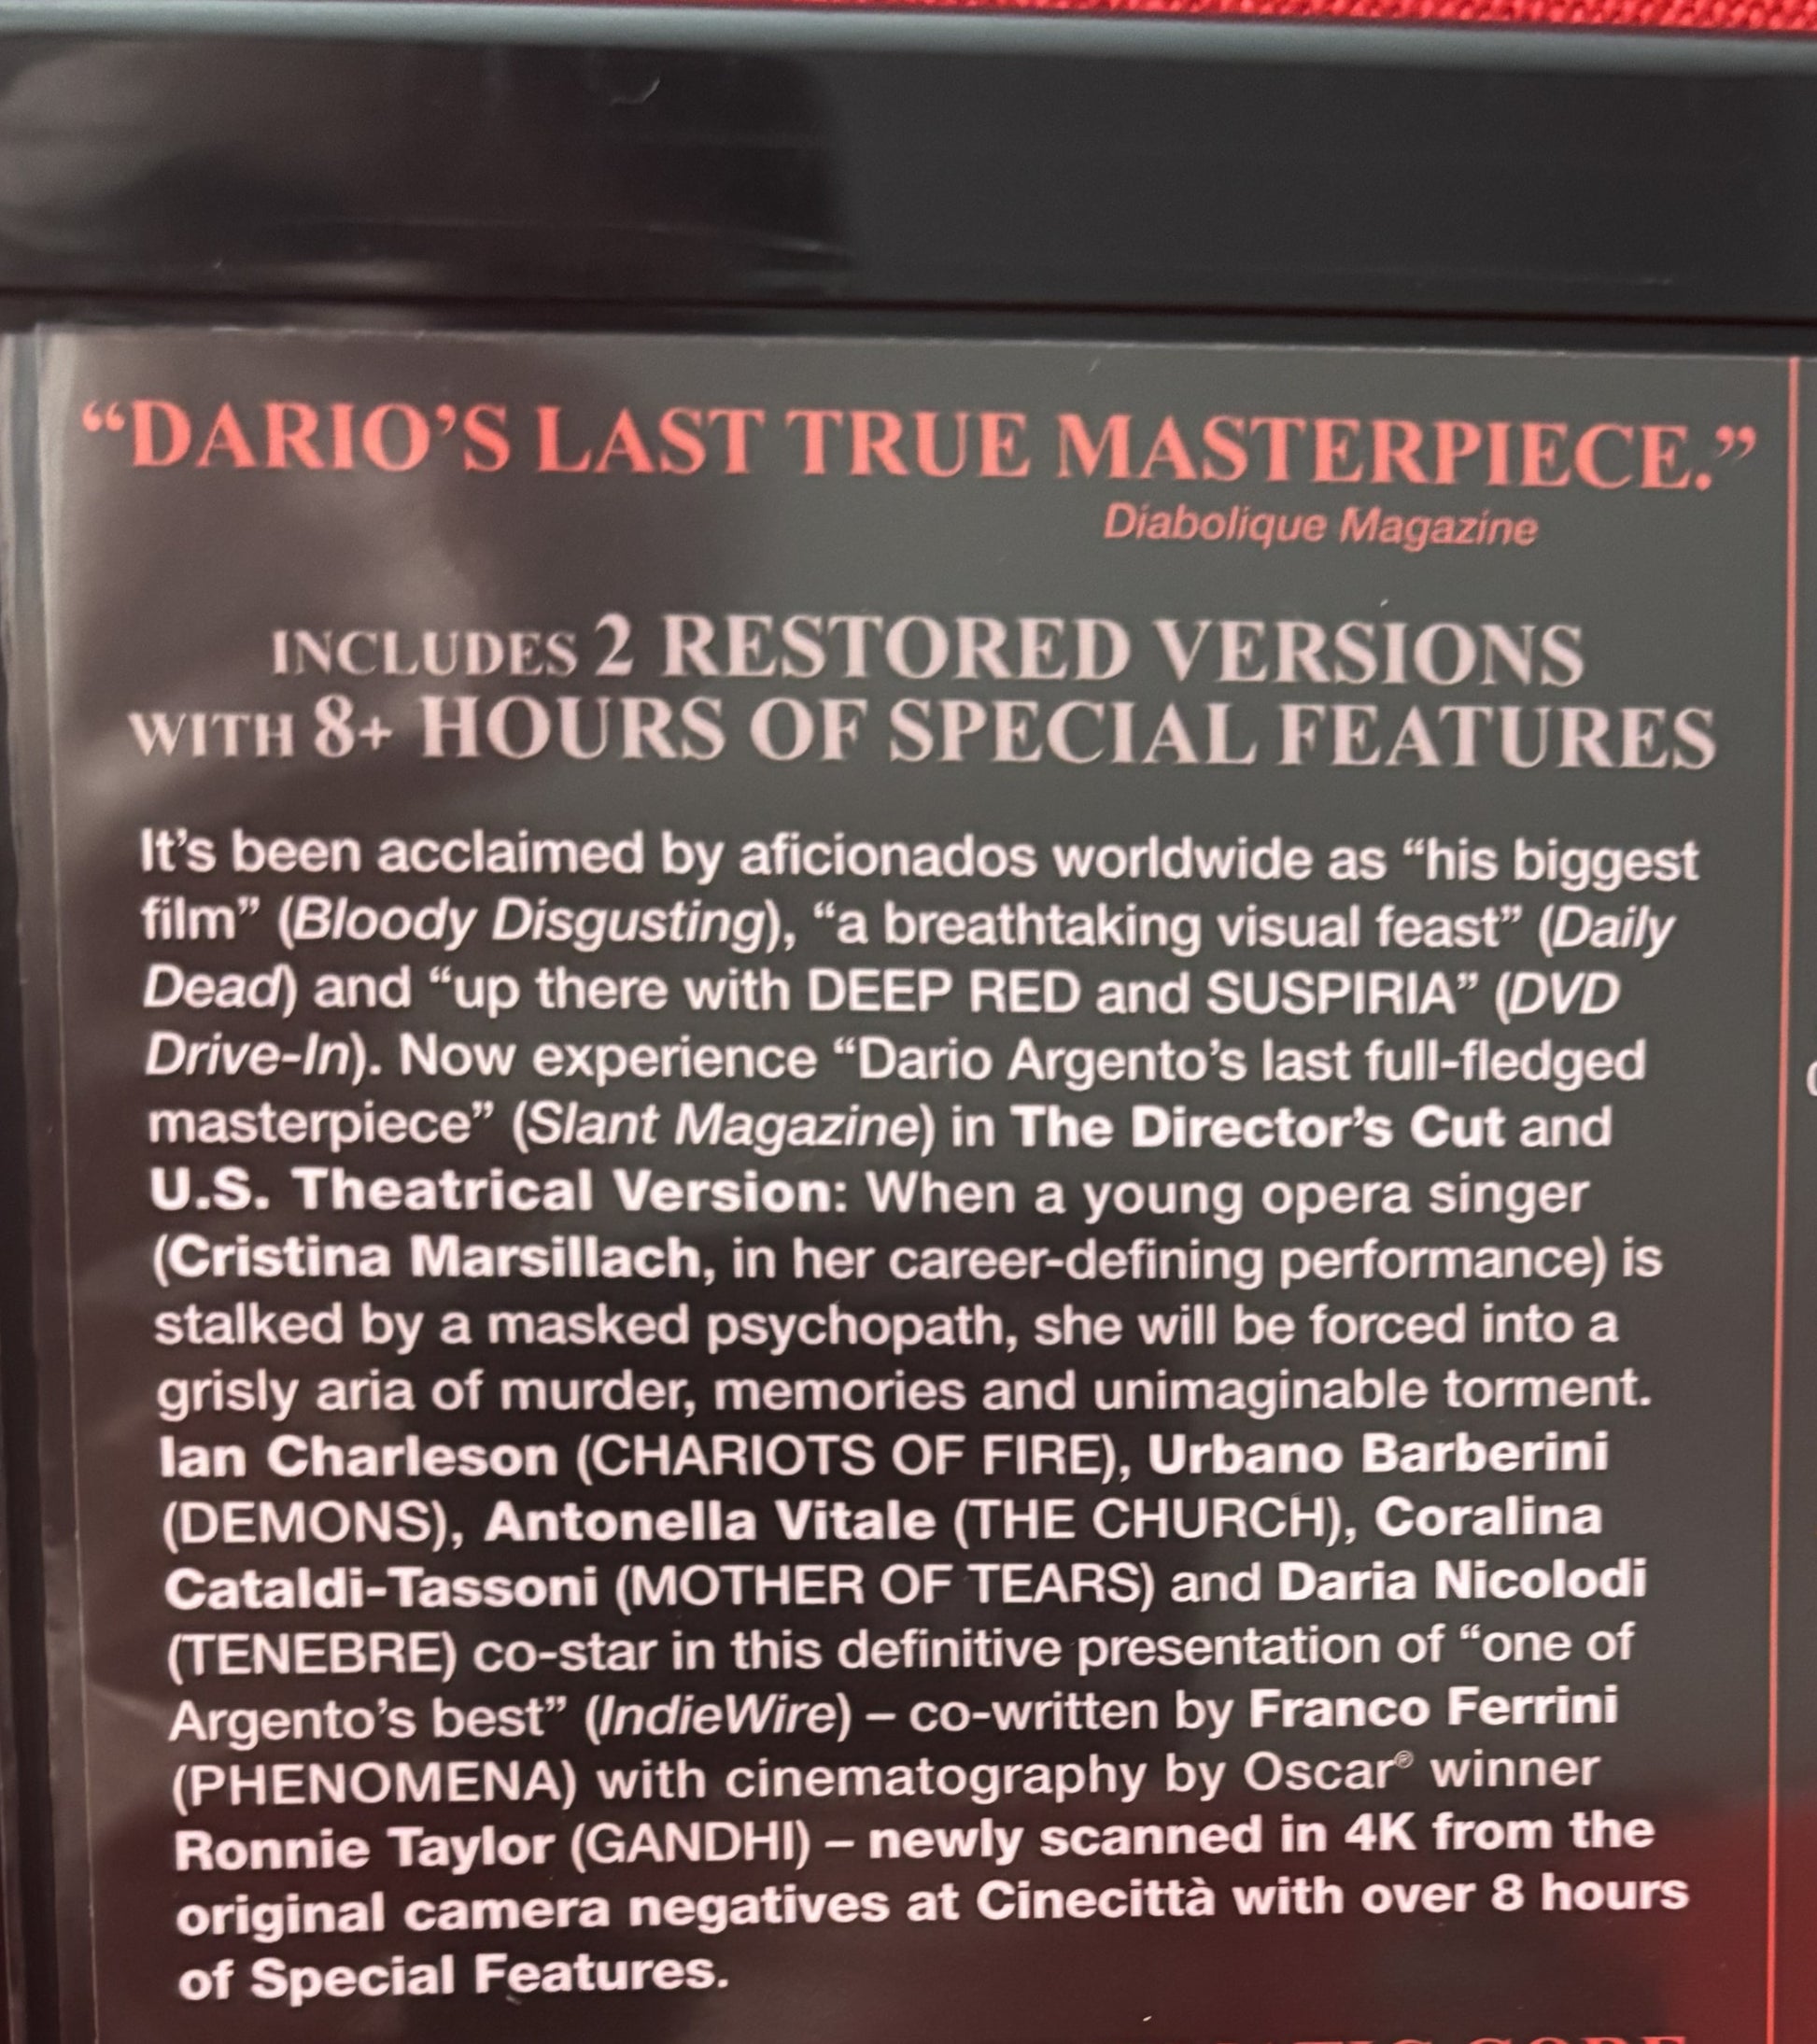 “DARIO’S LAST TRUE MASTERPIECE.”
Diabolique Magazine
INCLUDES 2 RESTORED VERSIONS
WITH 8+ HOURS OF SPECIAL FEATURES
It’s been acclaimed by aficionados worldwide as “his biggest
film” (Bloody Disgusting), “a breathtaking visual feast” (Daily
Dead) and “up there with DEEP RED and SUSPIRIA” (DVD
Drive-In). Now experience “Dario Argento’s last full-fledged
masterpiece” (Slant Magazine) in The Director’s Cut and
U.S. Theatrical Version: When a young opera singer
(Cristina Marsillach, in her career-defining performance) is
stalked by a masked psychopath, she will be forced into a
grisly aria of murder, memories and unimaginable torment.
Ian Charleson (CHARIOTS OF FIRE), Urbano Barberini
(DEMONS), Antonella Vitale (THE CHURCH), Coralina
Cataldi-Tassoni (MOTHER OF TEARS) and Daria Nicolodi
(TENEBRE) co-star in this definitive presentation of “one of
Argento’s best” (IndieWire) – co-written by Franco Ferrini
(PHENOMENA) with cinematography by Oscar® winner
Ronnie Taylor (GANDHI) – newly scanned in 4K from the
original camera negatives at Cinecittà with over 8 hours
of Special Features.